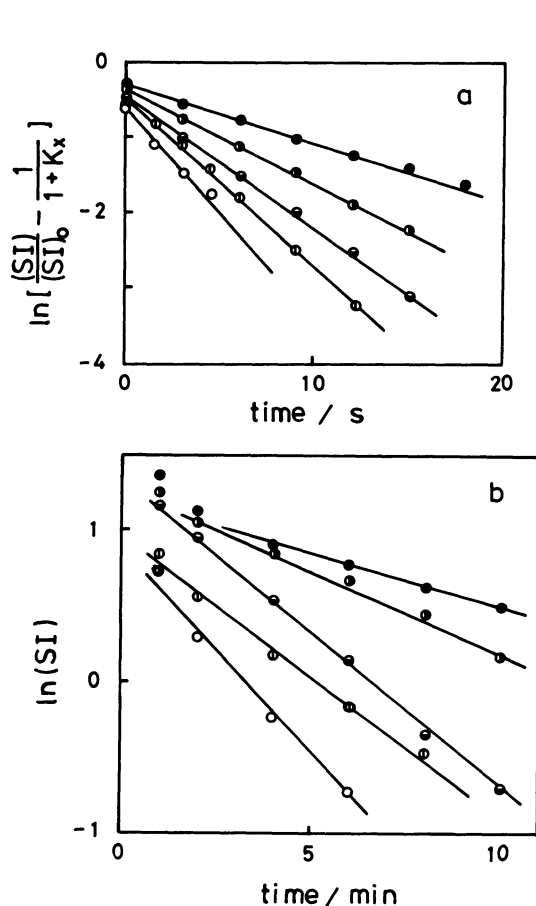 0
a
ln[(SI)/(SI)₀ − 1/(1+Kx)]
-2
-4
0 10 20
time / s
b
1
ln(SI)
0
-1
0 5 10
time / min